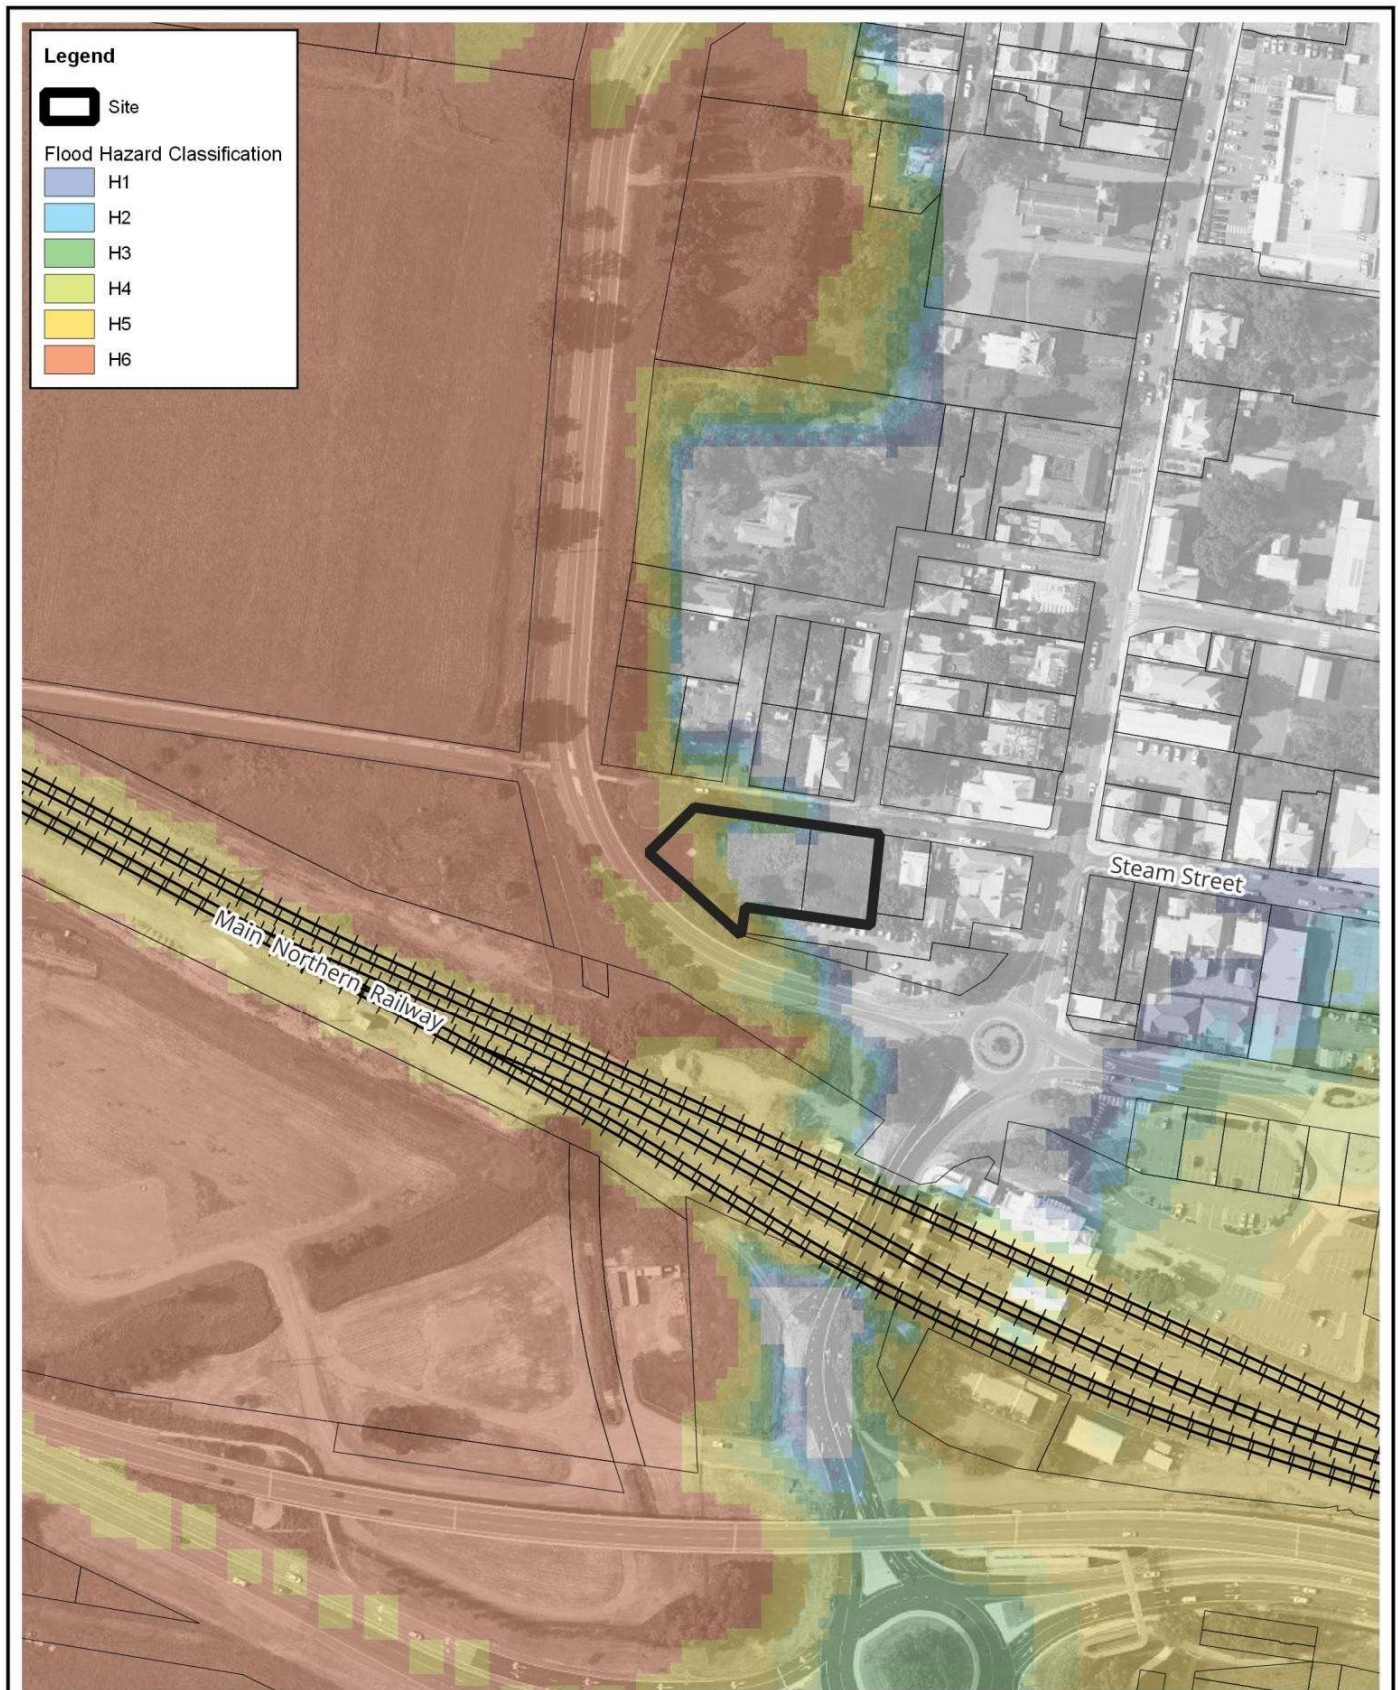 Legend
Site
Flood Hazard Classification
H1
H2
H3
H4
H5
H6
Steam Street
Main Northern Railway